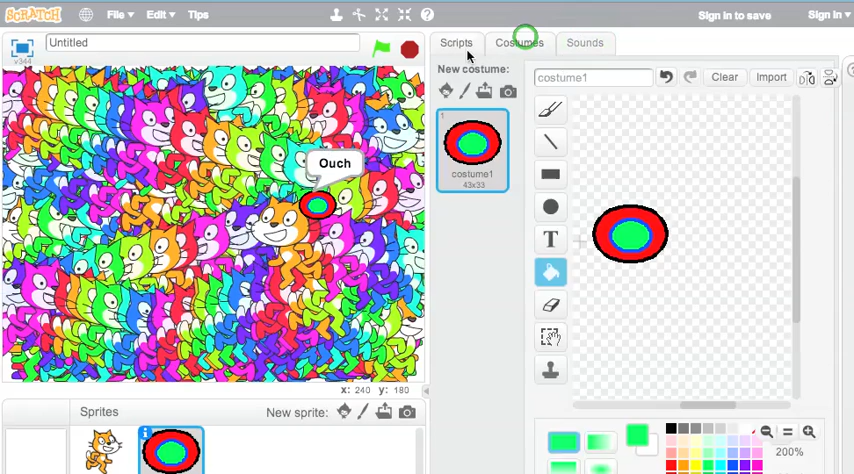 SCRATCH File Edit Tips Sign in to save Sign in
v344 Untitled
Scripts Costumes Sounds
New costume:
costume1 Clear Import
1
costume1
43x33
Ouch
T
x: 240 y: 180
Sprites New sprite:
i
200%